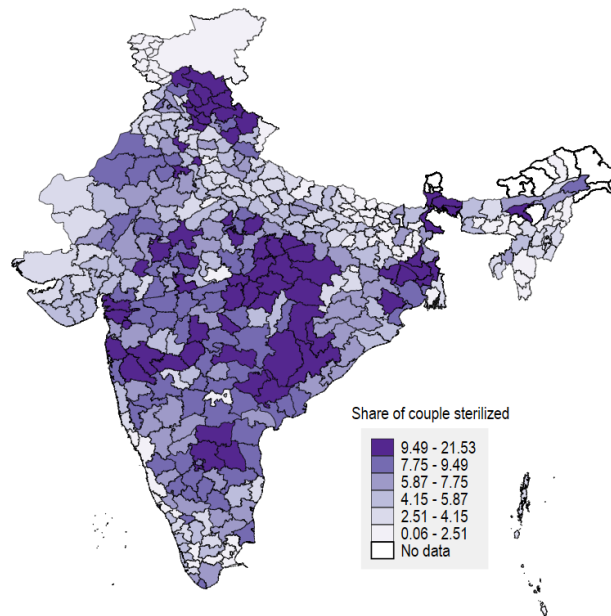 Share of couple sterilized
9.49 - 21.53
7.75 - 9.49
5.87 - 7.75
4.15 - 5.87
2.51 - 4.15
0.06 - 2.51
No data